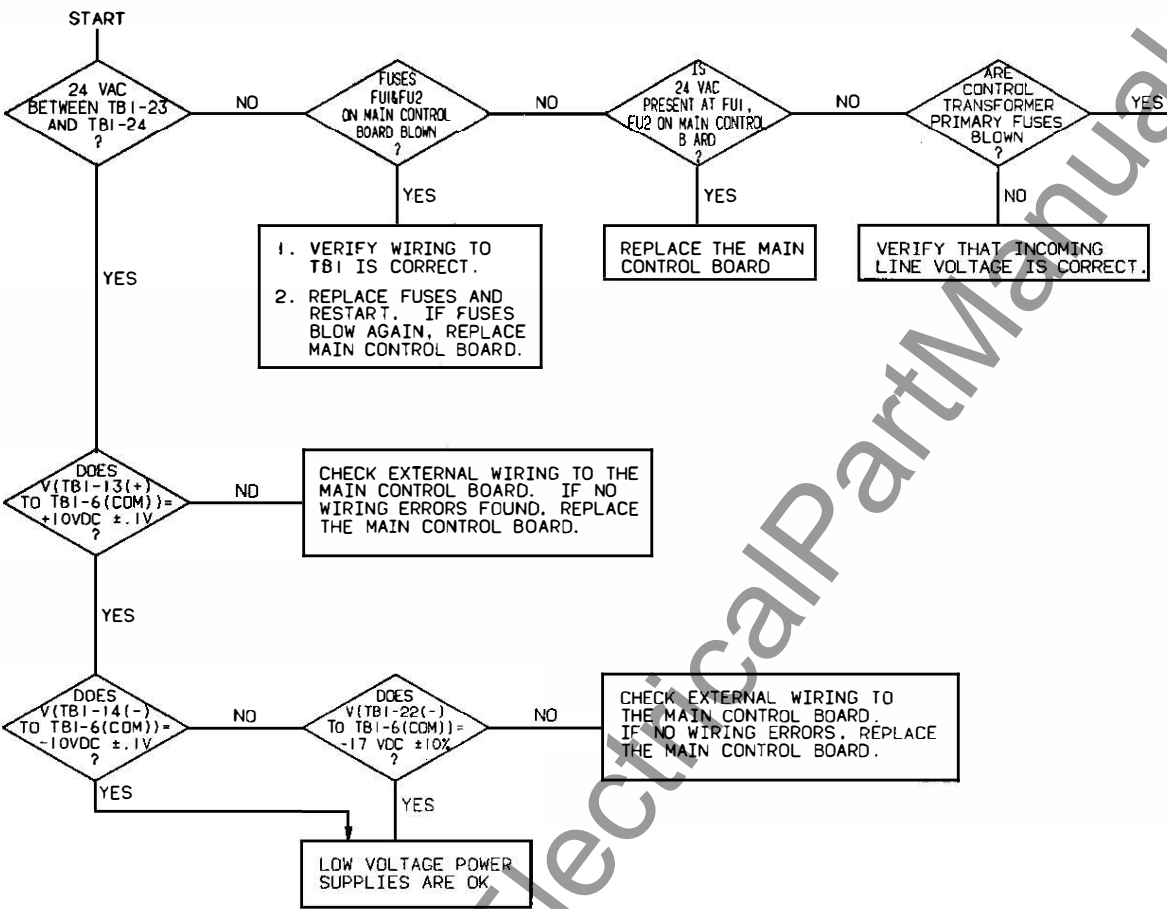 START
24 VAC
BETWEEN TB1-23
AND TB1-24
?
NO
FUSES
FU1&FU2
ON MAIN CONTROL
BOARD BLOWN
?
NO
IS
24 VAC
PRESENT AT FU1,
FU2 ON MAIN CONTROL
B ARD
?
NO
ARE
CONTROL
TRANSFORMER
PRIMARY FUSES
BLOWN
?
YES
YES
YES
NO
1. VERIFY WIRING TO
TB1 IS CORRECT.
2. REPLACE FUSES AND
RESTART. IF FUSES
BLOW AGAIN, REPLACE
MAIN CONTROL BOARD.
REPLACE THE MAIN
CONTROL BOARD
VERIFY THAT INCOMING
LINE VOLTAGE IS CORRECT.
YES
DOES
V(TB1-13(+)
TO TB1-6(COM))=
+10VDC ±.1V
?
NO
CHECK EXTERNAL WIRING TO THE
MAIN CONTROL BOARD. IF NO
WIRING ERRORS FOUND, REPLACE
THE MAIN CONTROL BOARD.
YES
DOES
V(TB1-14(-)
TO TB1-6(COM))=
-10VDC ±.1V
?
NO
DOES
V(TB1-22(-)
TO TB1-6(COM))=
-17 VDC ±10%
?
NO
CHECK EXTERNAL WIRING TO
THE MAIN CONTROL BOARD.
IF NO WIRING ERRORS, REPLACE
THE MAIN CONTROL BOARD.
YES
YES
LOW VOLTAGE POWER
SUPPLIES ARE OK
ElectricalPartManual